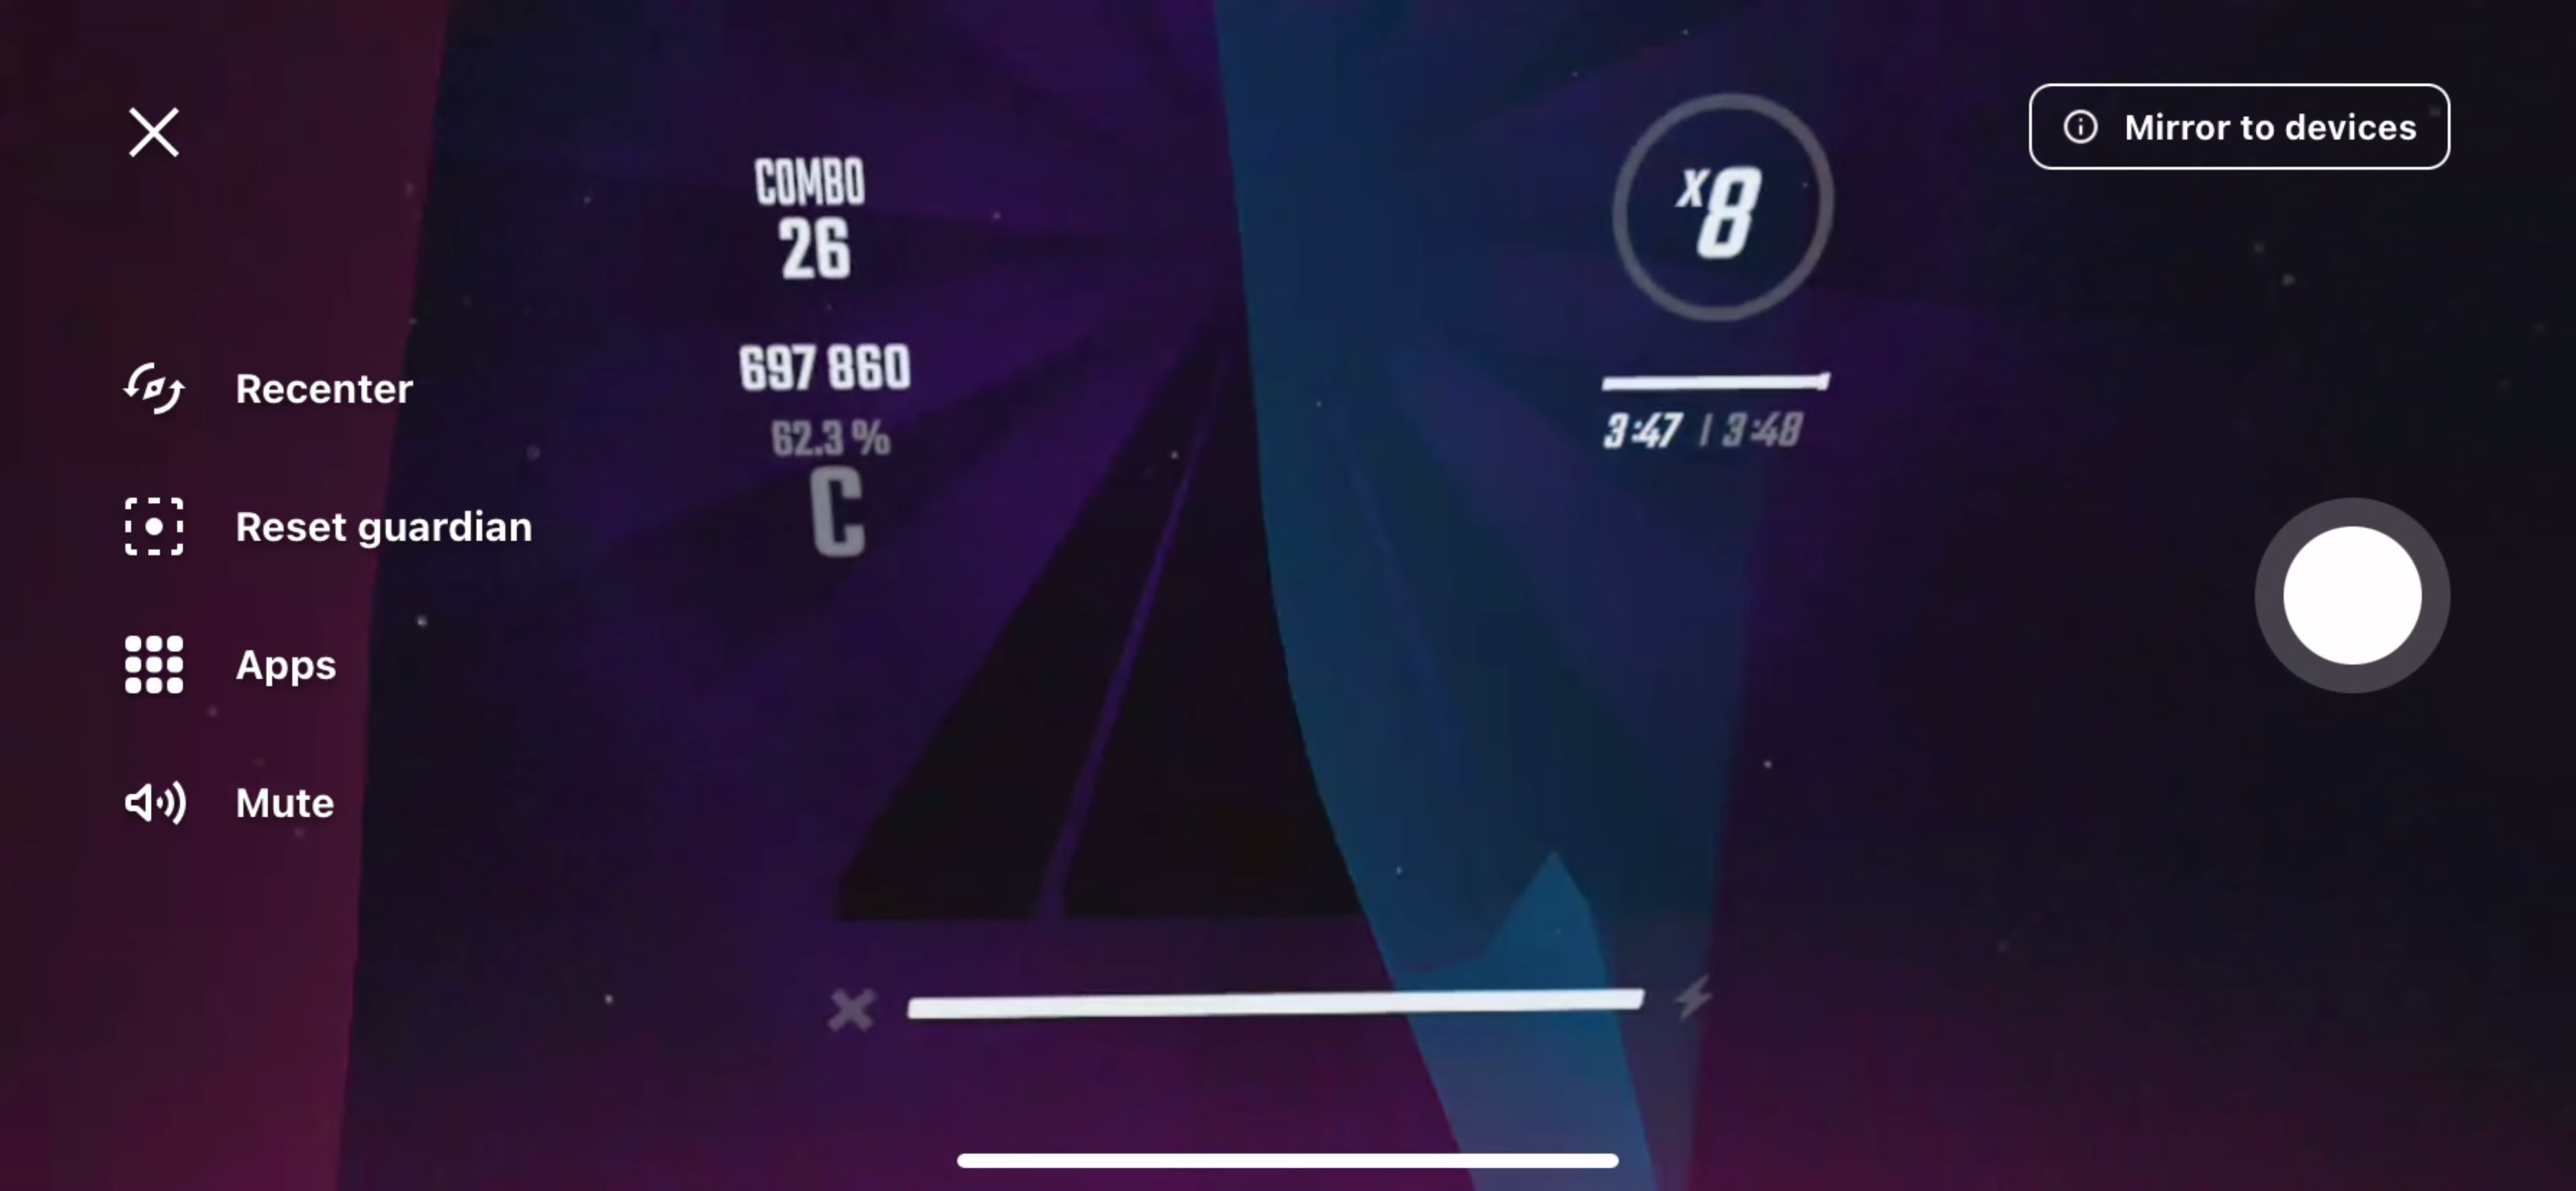 Mirror to devices
COMBO
26
x8
697 860
62.3 %
C
3:47 | 3:48
Recenter
Reset guardian
Apps
Mute